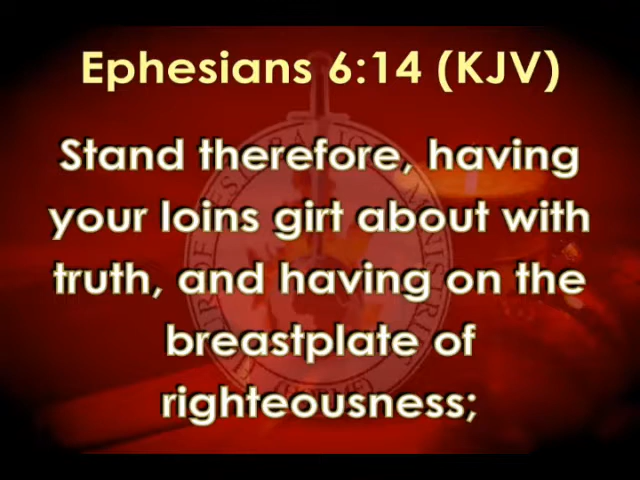 Ephesians 6:14 (KJV)
Stand therefore, having
your loins girt about with
truth, and having on the
breastplate of
righteousness;